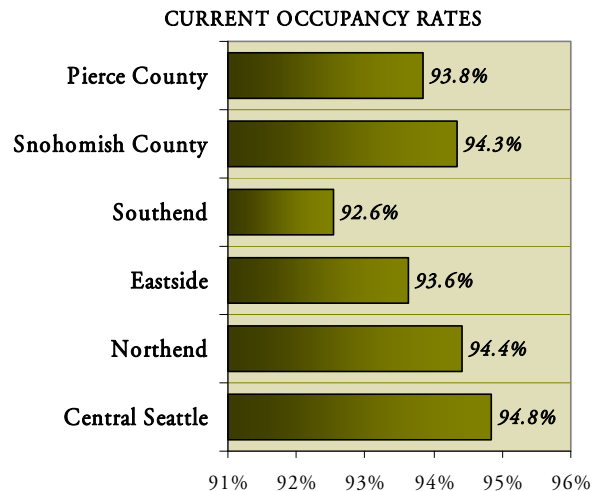 CURRENT OCCUPANCY RATES
Pierce County 93.8%
Snohomish County 94.3%
Southend 92.6%
Eastside 93.6%
Northend 94.4%
Central Seattle 94.8%
91% 92% 93% 94% 95% 96%